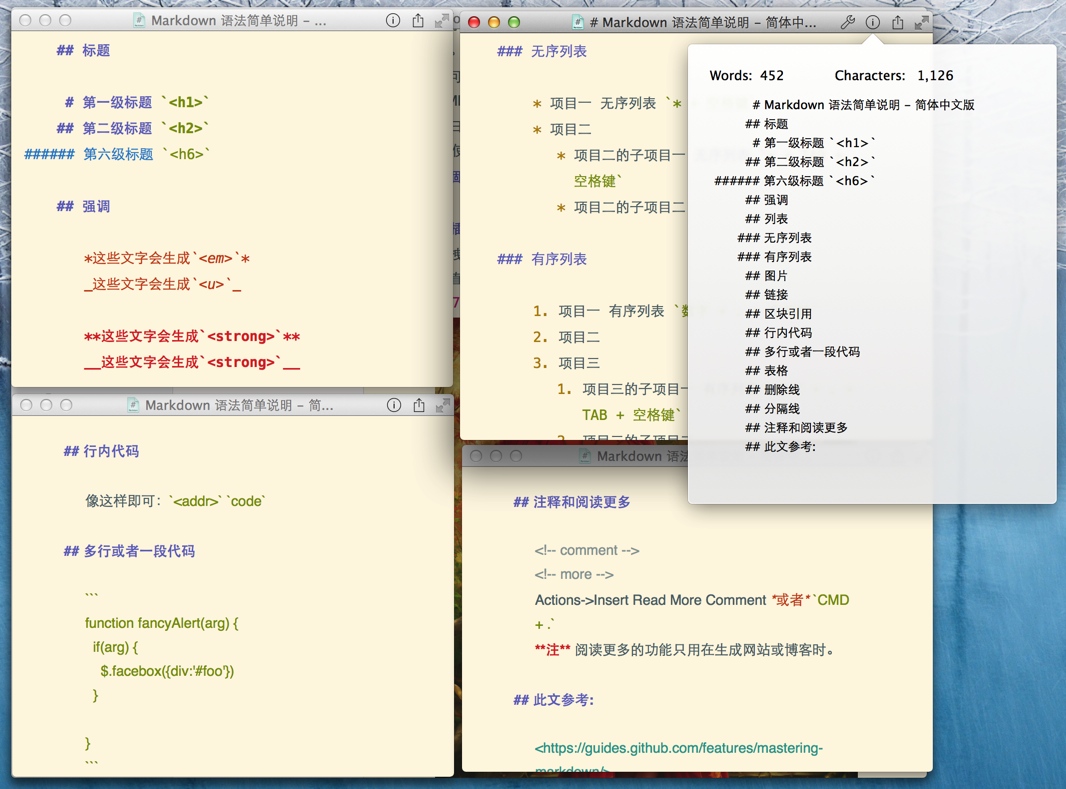 Markdown 语法简单说明 – ...
## 标题
# 第一级标题 `<h1>`
## 第二级标题 `<h2>`
###### 第六级标题 `<h6>`
## 强调
*这些文字会生成`<em>`*
_这些文字会生成`<u>`_
**这些文字会生成`<strong>`**
__这些文字会生成`<strong>`__
# Markdown 语法简单说明 – 简体中...
### 无序列表
* 项目一 无序列表 `*
* 项目二
* 项目二的子项目一
空格键`
* 项目二的子项目二
### 有序列表
1. 项目一 有序列表 `
2. 项目二
3. 项目三
1. 项目三的子项目一
TAB + 空格键`
2. 项目三的子项目二
Words: 452 Characters: 1,126
# Markdown 语法简单说明 – 简体中文版
## 标题
# 第一级标题 `<h1>`
## 第二级标题 `<h2>`
###### 第六级标题 `<h6>`
## 强调
## 列表
### 无序列表
### 有序列表
## 图片
## 链接
## 区块引用
## 行内代码
## 多行或者一段代码
## 表格
## 删除线
## 分隔线
## 注释和阅读更多
## 此文参考:
Markdown 语法简单说明 – 简...
## 行内代码
像这样即可：`<addr>` `code`
## 多行或者一段代码
```
function fancyAlert(arg) {
if(arg) {
$.facebox({div:'#foo'})
}
}
```
Markdown 语法
## 注释和阅读更多
<!-- comment -->
<!-- more -->
Actions->Insert Read More Comment *或者* `CMD
+ .`
**注** 阅读更多的功能只用在生成网站或博客时。
## 此文参考:
<https://guides.github.com/features/mastering-
markdown/>